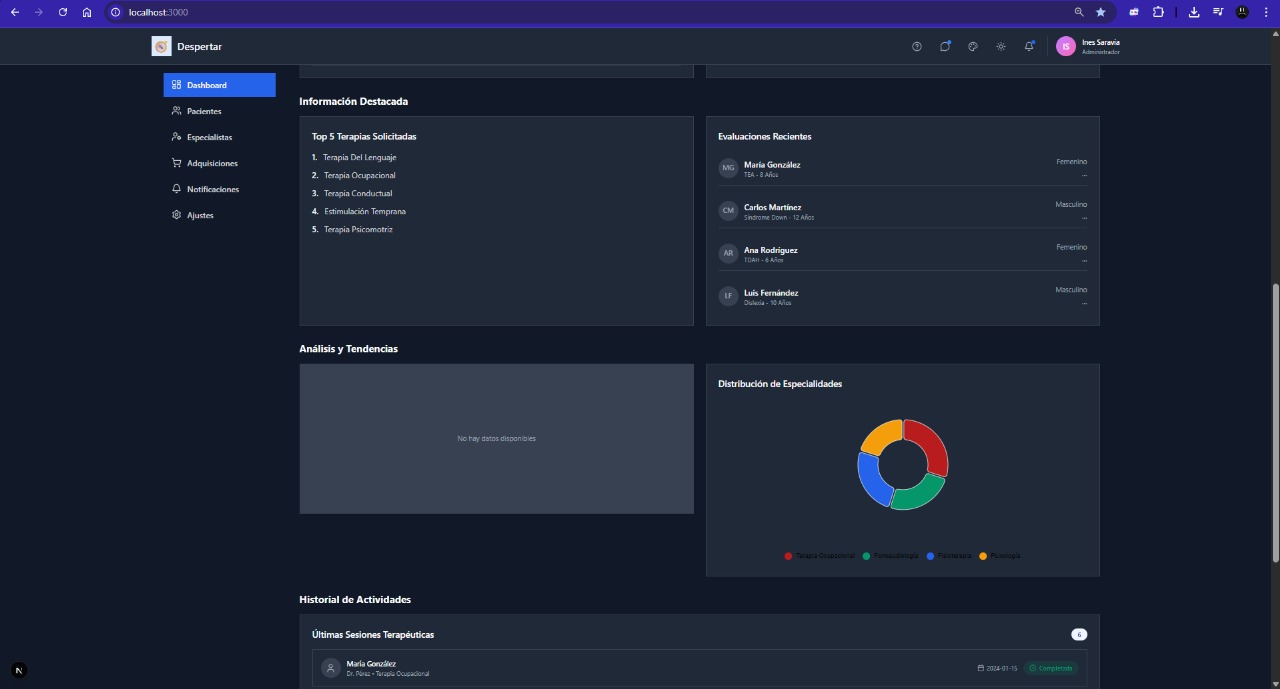 localhost:3000
Despertar
IS
Ines Saravia
Administrador
Dashboard
Pacientes
Especialistas
Adquisiciones
Notificaciones
Ajustes
Información Destacada
Top 5 Terapias Solicitadas
1. Terapia Del Lenguaje
2. Terapia Ocupacional
3. Terapia Conductual
4. Estimulación Temprana
5. Terapia Psicomotriz
Evaluaciones Recientes
MG
María González
Femenino
TEA - 8 Años
...
CM
Carlos Martínez
Masculino
Síndrome Down - 12 Años
...
AR
Ana Rodríguez
Femenino
TDAH - 6 Años
...
LF
Luis Fernández
Masculino
Dislexia - 10 Años
...
Análisis y Tendencias
No hay datos disponibles
Distribución de Especialidades
Terapia Ocupacional
Fonoaudiología
Fisioterapia
Psicología
Historial de Actividades
Últimas Sesiones Terapéuticas
6
María González
Dr. Pérez • Terapia Ocupacional
2024-01-15
Completada
N